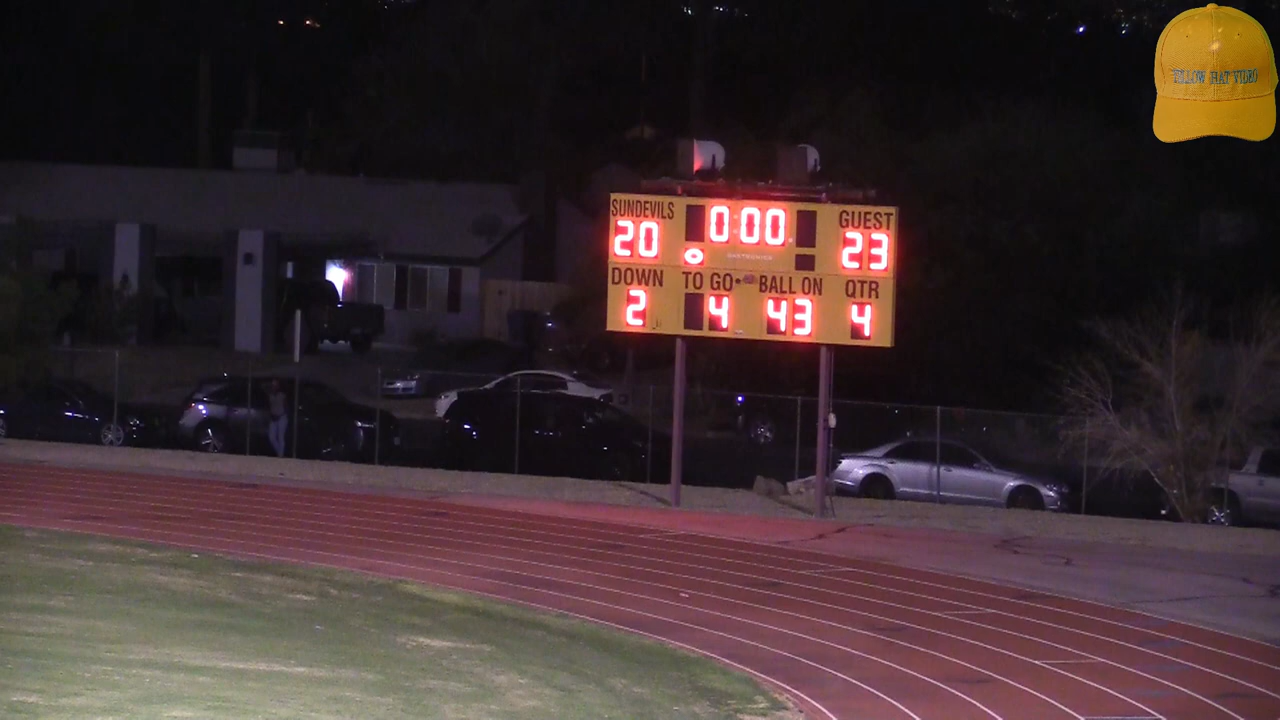 YELLOW HAT VIDEO
SUNDEVILS 0:00 GUEST
20 23
DOWN TO GO BALL ON QTR
2 4 43 4